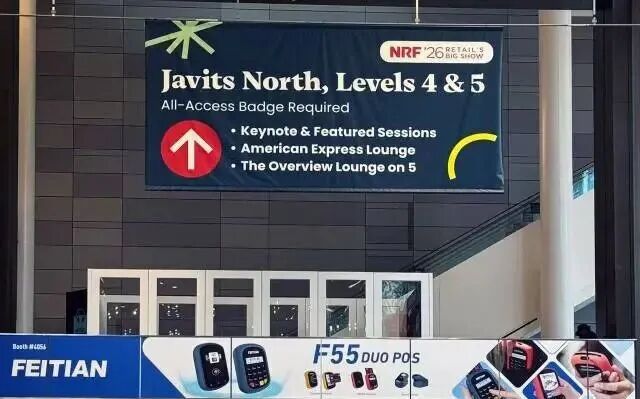 NRF '26 RETAIL'S
BIG SHOW
Javits North, Levels 4 & 5
All-Access Badge Required
• Keynote & Featured Sessions
• American Express Lounge
• The Overview Lounge on 5
Booth #4056
FEITIAN
FEITIAN
F55 DUO POS